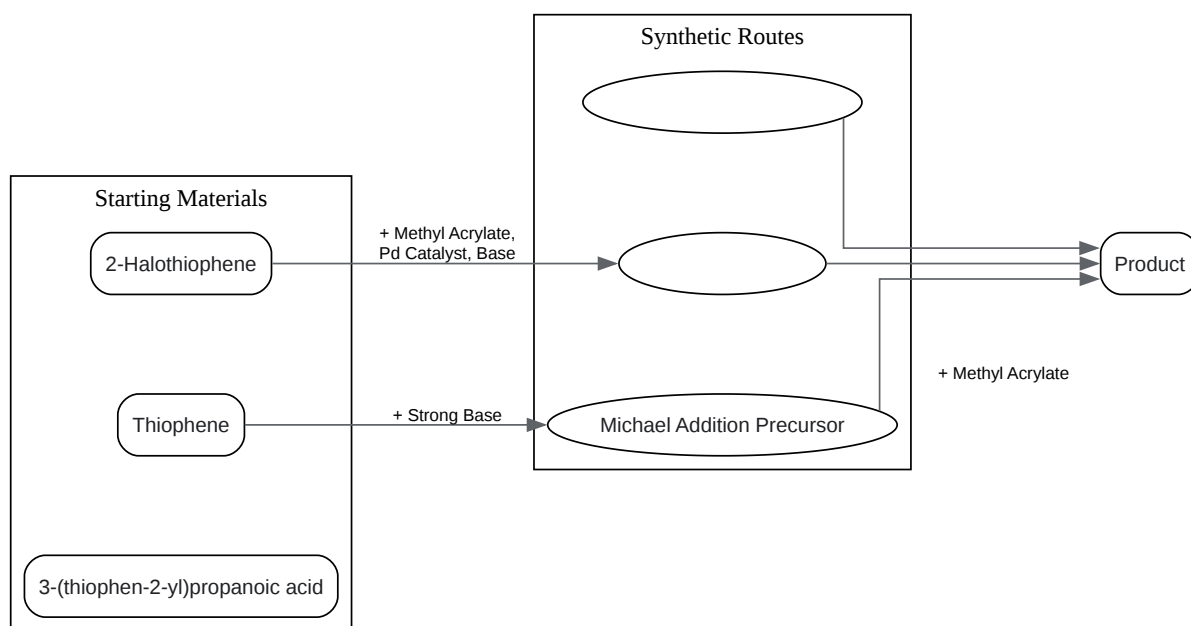 Synthetic Routes
Starting Materials
2-Halothiophene
+ Methyl Acrylate,
Pd Catalyst, Base
Product
+ Methyl Acrylate
Thiophene
+ Strong Base
Michael Addition Precursor
3-(thiophen-2-yl)propanoic acid